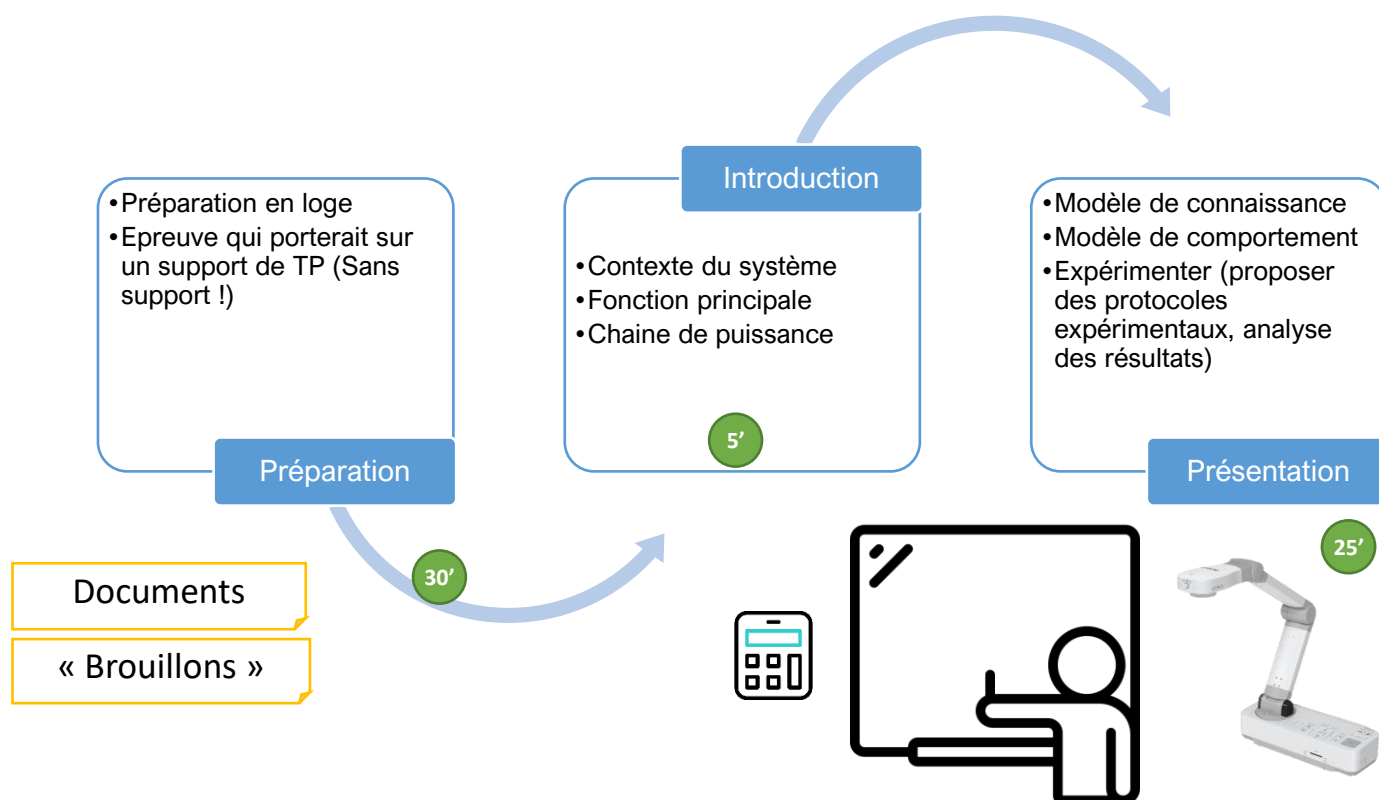 •Préparation en loge
•Epreuve qui porterait sur
un support de TP (Sans
support !)
Préparation
30’
Documents
« Brouillons »
Introduction
•Contexte du système
•Fonction principale
•Chaine de puissance
5’
•Modèle de connaissance
•Modèle de comportement
•Expérimenter (proposer
des protocoles
expérimentaux, analyse
des résultats)
Présentation
25’